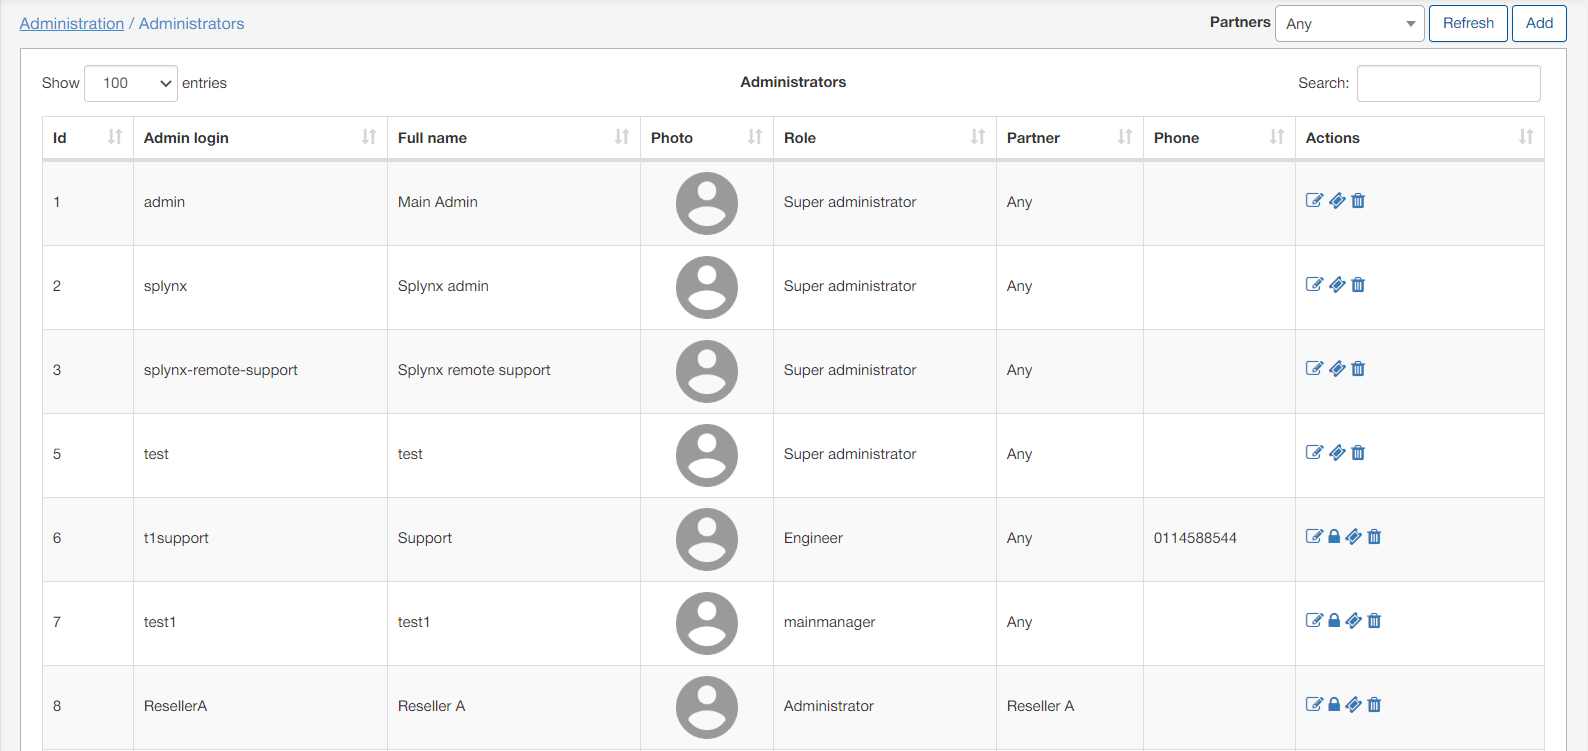 Administration / Administrators
Partners Any Refresh Add
Show 100 entries Administrators Search:
Id Admin login Full name Photo Role Partner Phone Actions
1 admin Main Admin Super administrator Any
2 splynx Splynx admin Super administrator Any
3 splynx-remote-support Splynx remote support Super administrator Any
5 test test Super administrator Any
6 t1support Support Engineer Any 0114588544
7 test1 test1 mainmanager Any
8 ResellerA Reseller A Administrator Reseller A